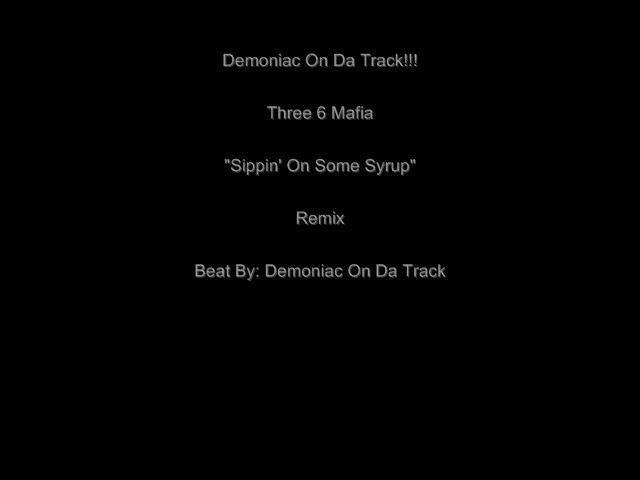 Demoniac On Da Track!!!
Three 6 Mafia
"Sippin' On Some Syrup"
Remix
Beat By: Demoniac On Da Track